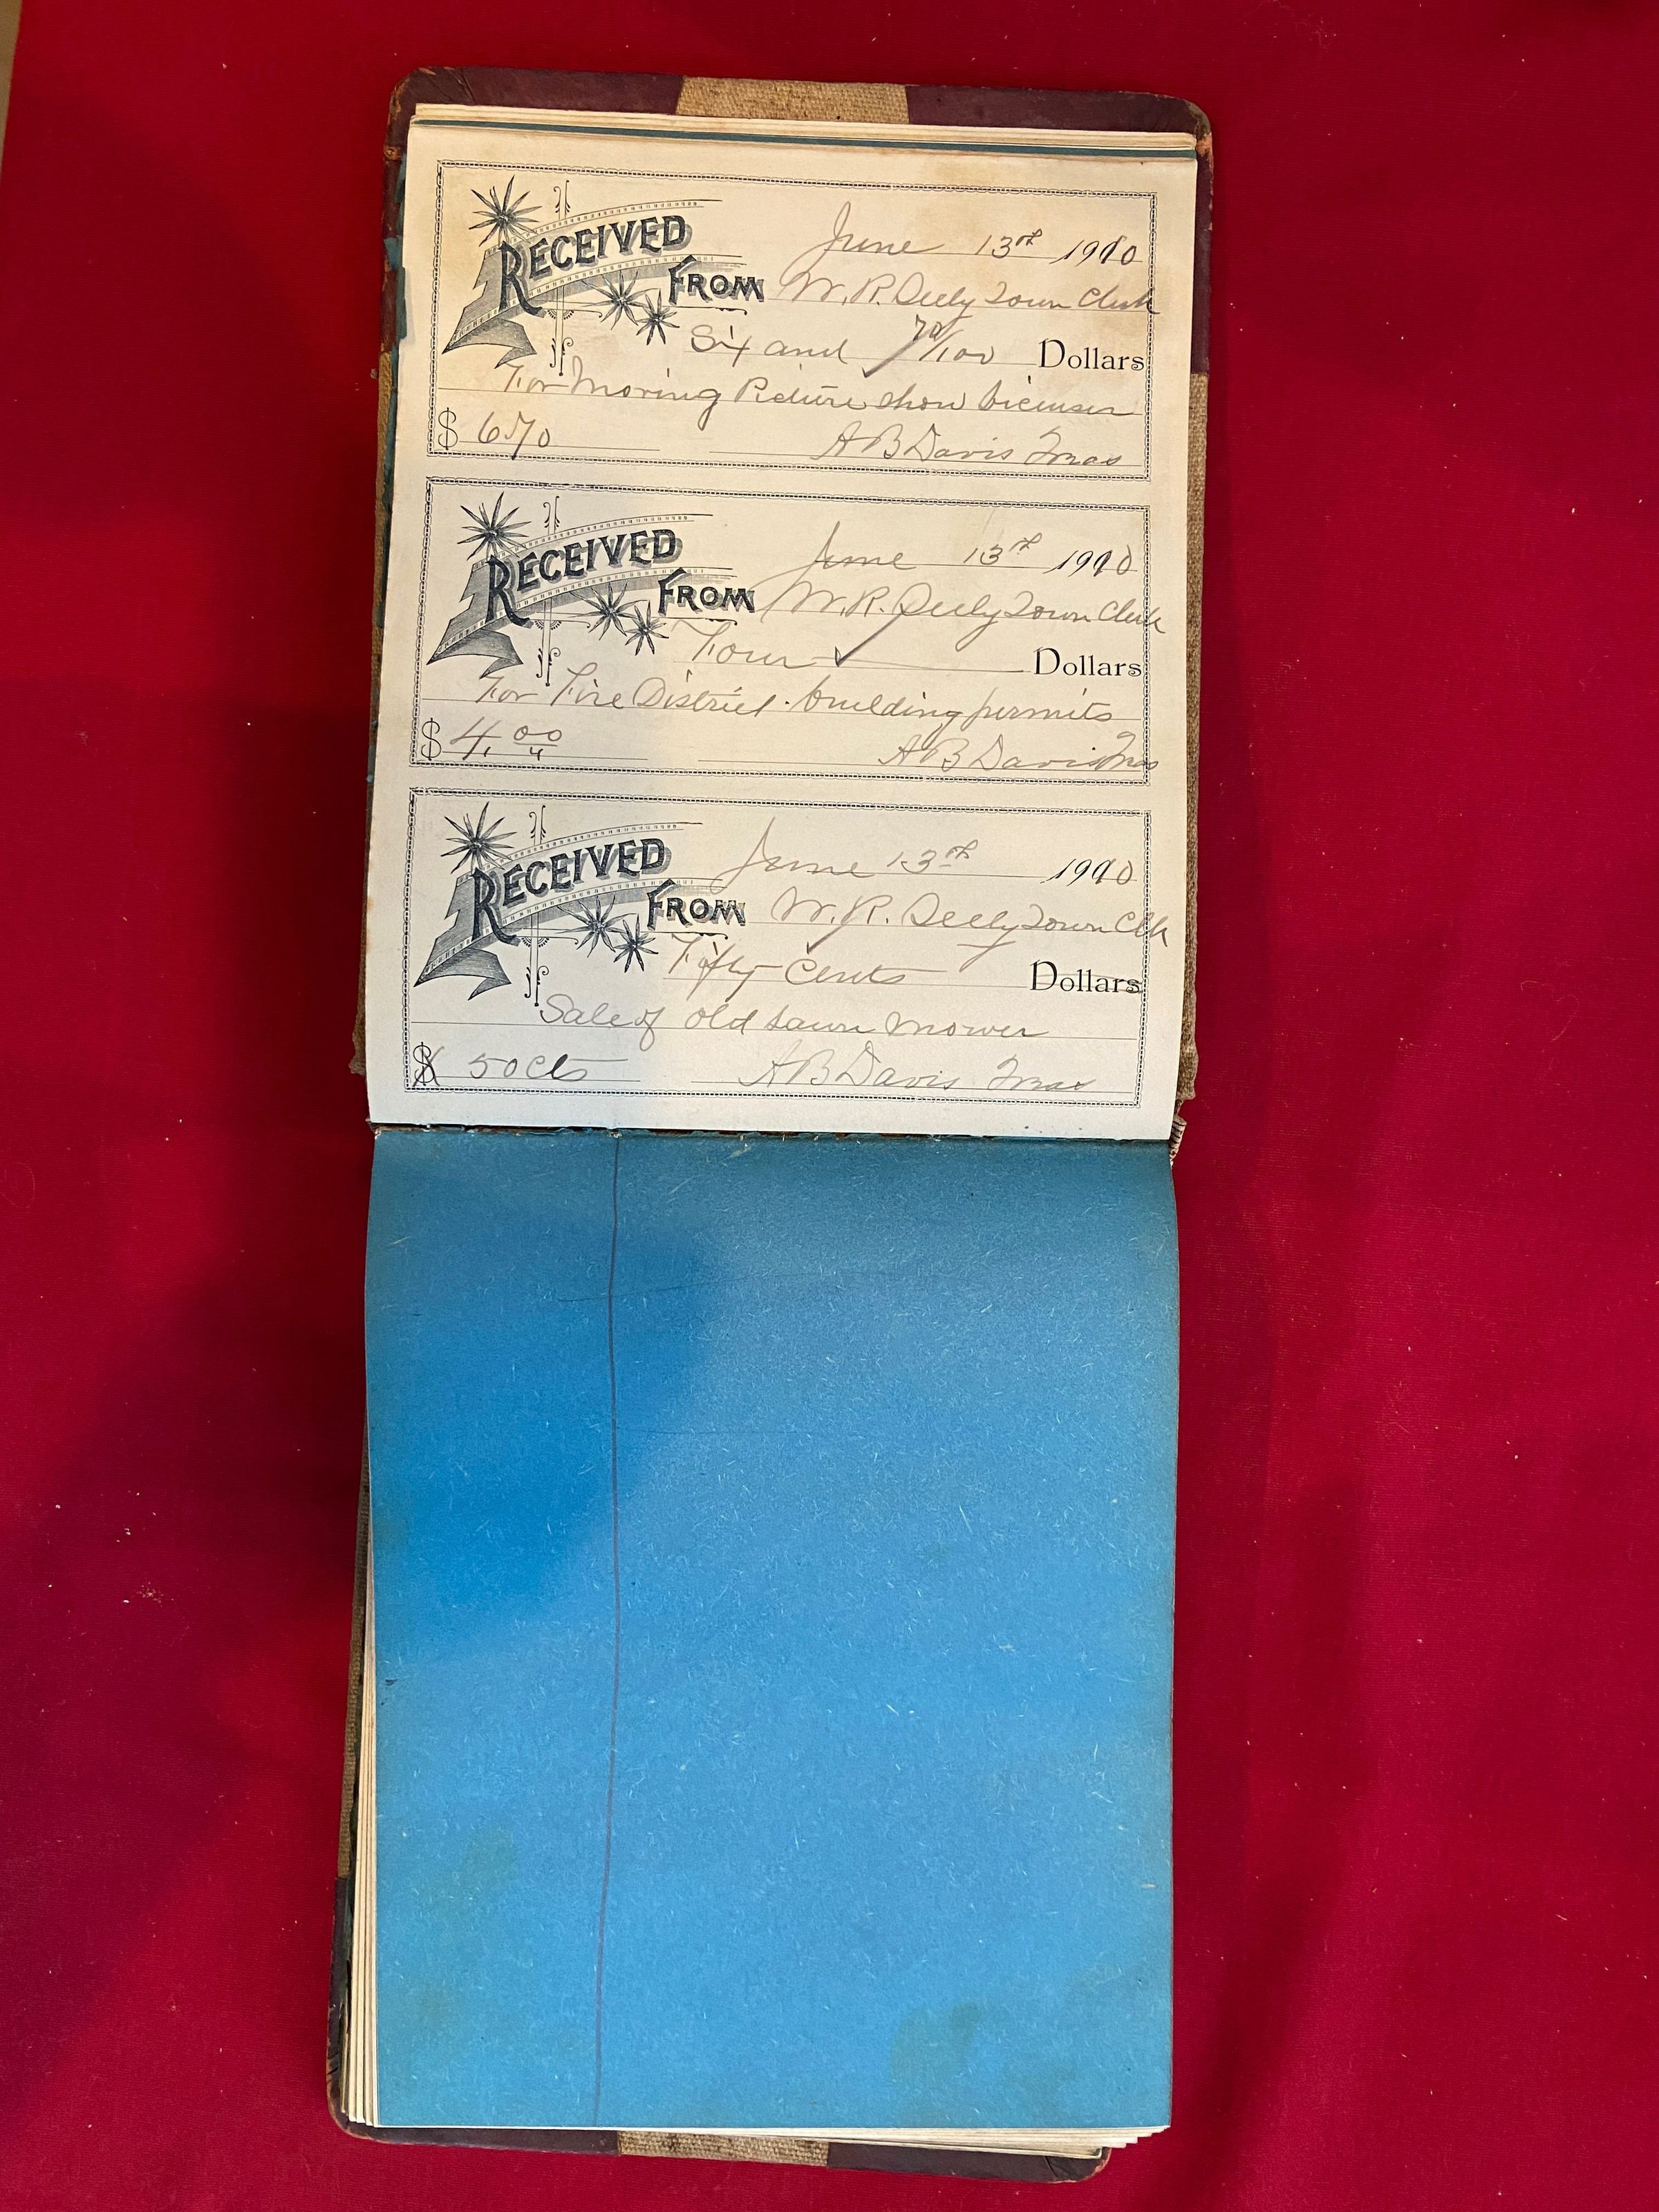 RECEIVED June 13th 1910
FROM W. R. Seely Town Clerk
Six and 70/100 Dollars
For Moving Picture show licenses
$ 6.70 A B Davis Treas
RECEIVED June 13th 1910
FROM W. R. Seely Town Clerk
Four Dollars
For Fire District building permits
$ 4.00 A B Davis Treas
RECEIVED June 13th 1910
FROM W. R. Seely Town Clk
Fifty Cents Dollars
Sale of old Lawn Mower
$ 50 Cts A B Davis Treas